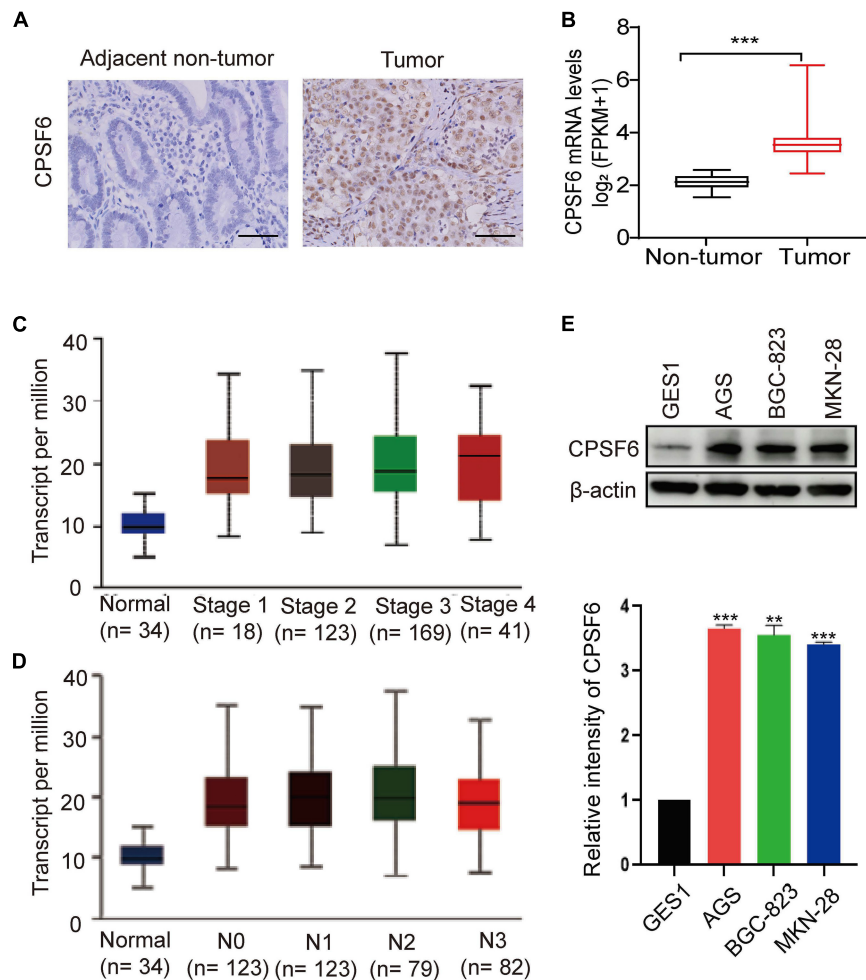 A
Adjacent non-tumor
Tumor
CPSF6
B
CPSF6 mRNA levels
log₂ (FPKM+1)
***
8
6
4
2
0
Non-tumor
Tumor
C
Transcript per million
40
30
20
10
0
Normal
(n= 34)
Stage 1
(n= 18)
Stage 2
(n= 123)
Stage 3
(n= 169)
Stage 4
(n= 41)
D
Transcript per million
40
30
20
10
0
Normal
(n= 34)
N0
(n= 123)
N1
(n= 123)
N2
(n= 79)
N3
(n= 82)
E
GES1
AGS
BGC-823
MKN-28
CPSF6
β-actin
Relative intensity of CPSF6
4
3
2
1
0
***
**
***
GES1
AGS
BGC-823
MKN-28